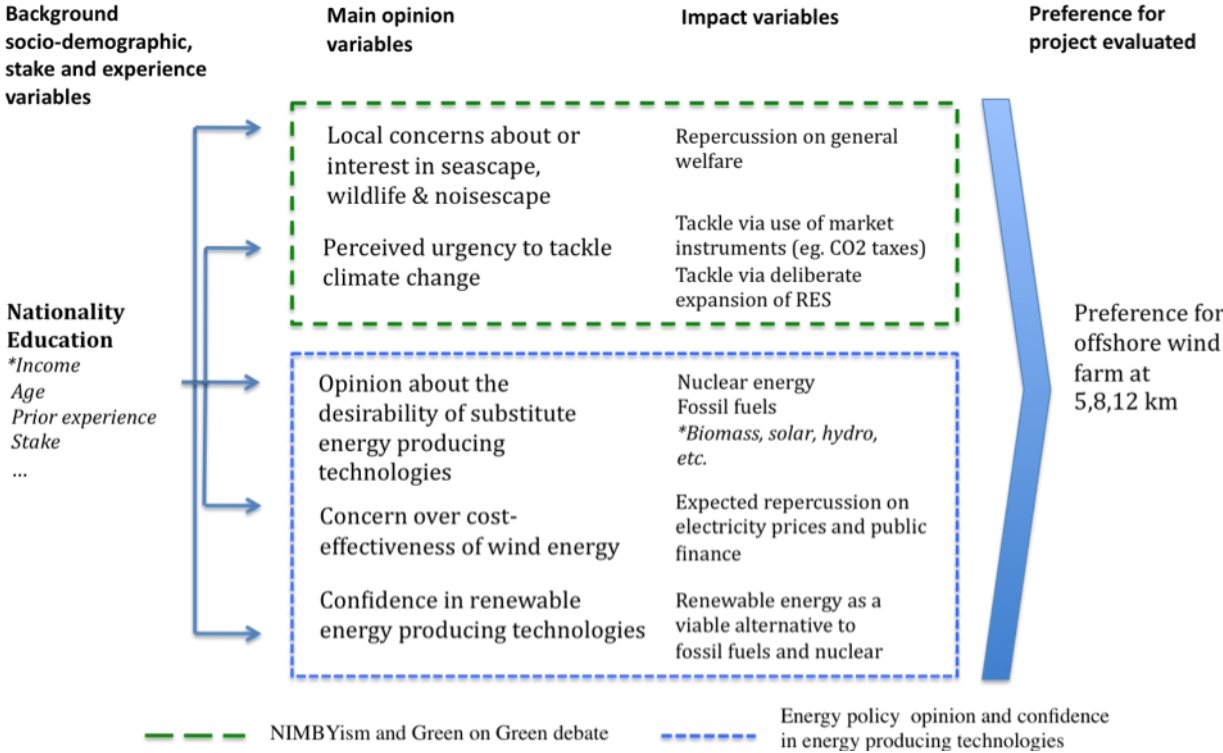 Background
socio-demographic,
stake and experience
variables
Main opinion
variables
Impact variables
Preference for
project evaluated
Nationality
Education
*Income
Age
Prior experience
Stake
...
Local concerns about or
interest in seascape,
wildlife & noisescape
Repercussion on general
welfare
Perceived urgency to tackle
climate change
Tackle via use of market
instruments (eg. CO2 taxes)
Tackle via deliberate
expansion of RES
Opinion about the
desirability of substitute
energy producing
technologies
Nuclear energy
Fossil fuels
*Biomass, solar, hydro,
etc.
Concern over cost-
effectiveness of wind energy
Expected repercussion on
electricity prices and public
finance
Confidence in renewable
energy producing technologies
Renewable energy as a
viable alternative to
fossil fuels and nuclear
Preference for
offshore wind
farm at
5,8,12 km
NIMBYism and Green on Green debate
Energy policy opinion and confidence
in energy producing technologies